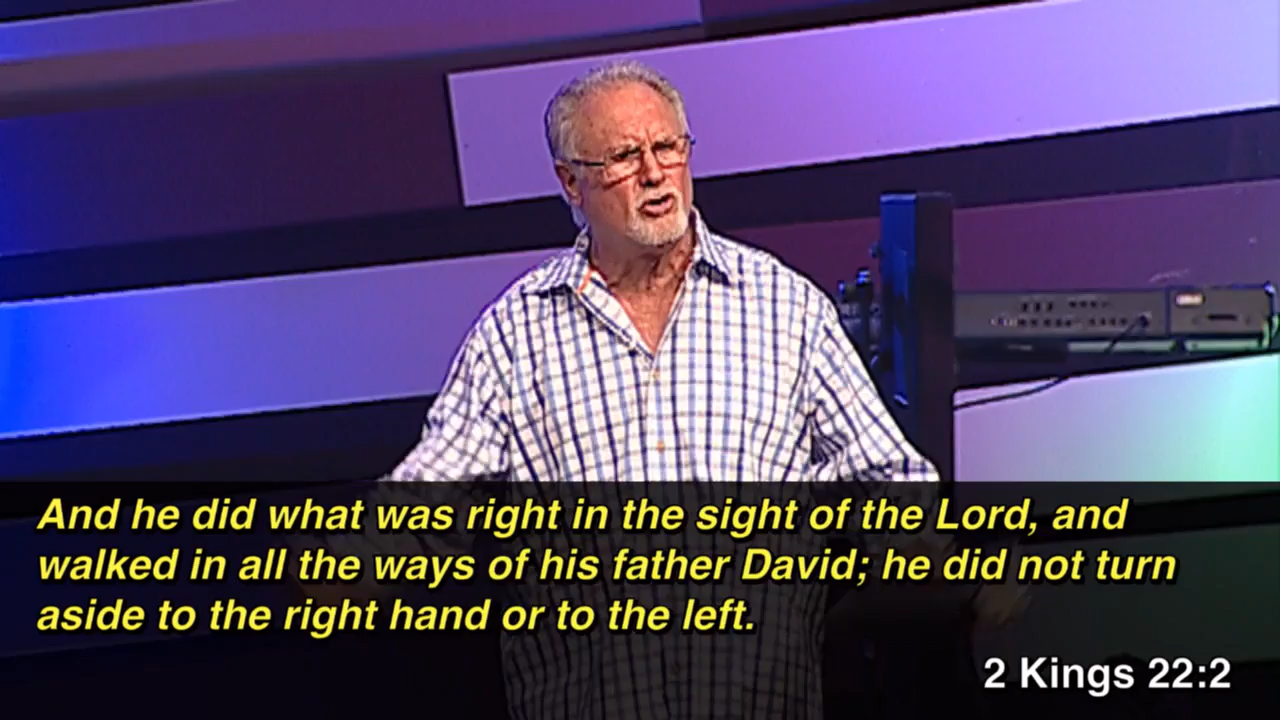 And he did what was right in the sight of the Lord, and
walked in all the ways of his father David; he did not turn
aside to the right hand or to the left.
2 Kings 22:2